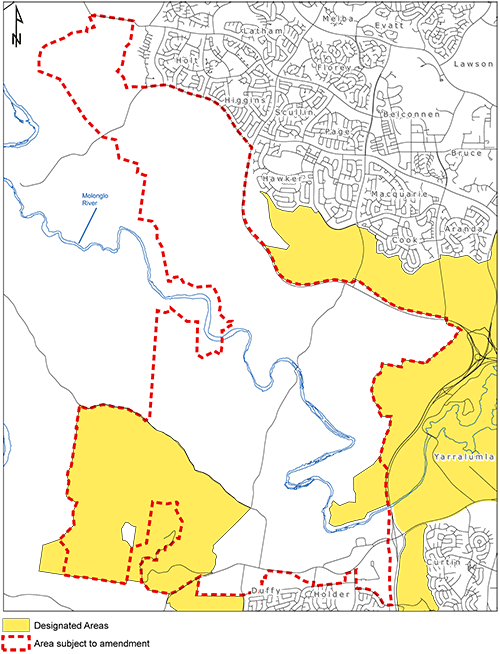 N
Melba
Evatt
Latham
Lawson
Holt
Florey
Higgins
Scullin
Belconnen
Page
Bruce
Hawker
Macquarie
Molonglo
River
Aranda
Cook
Yarralumla
Curtin
Duffy
Holder
Designated Areas
Area subject to amendment